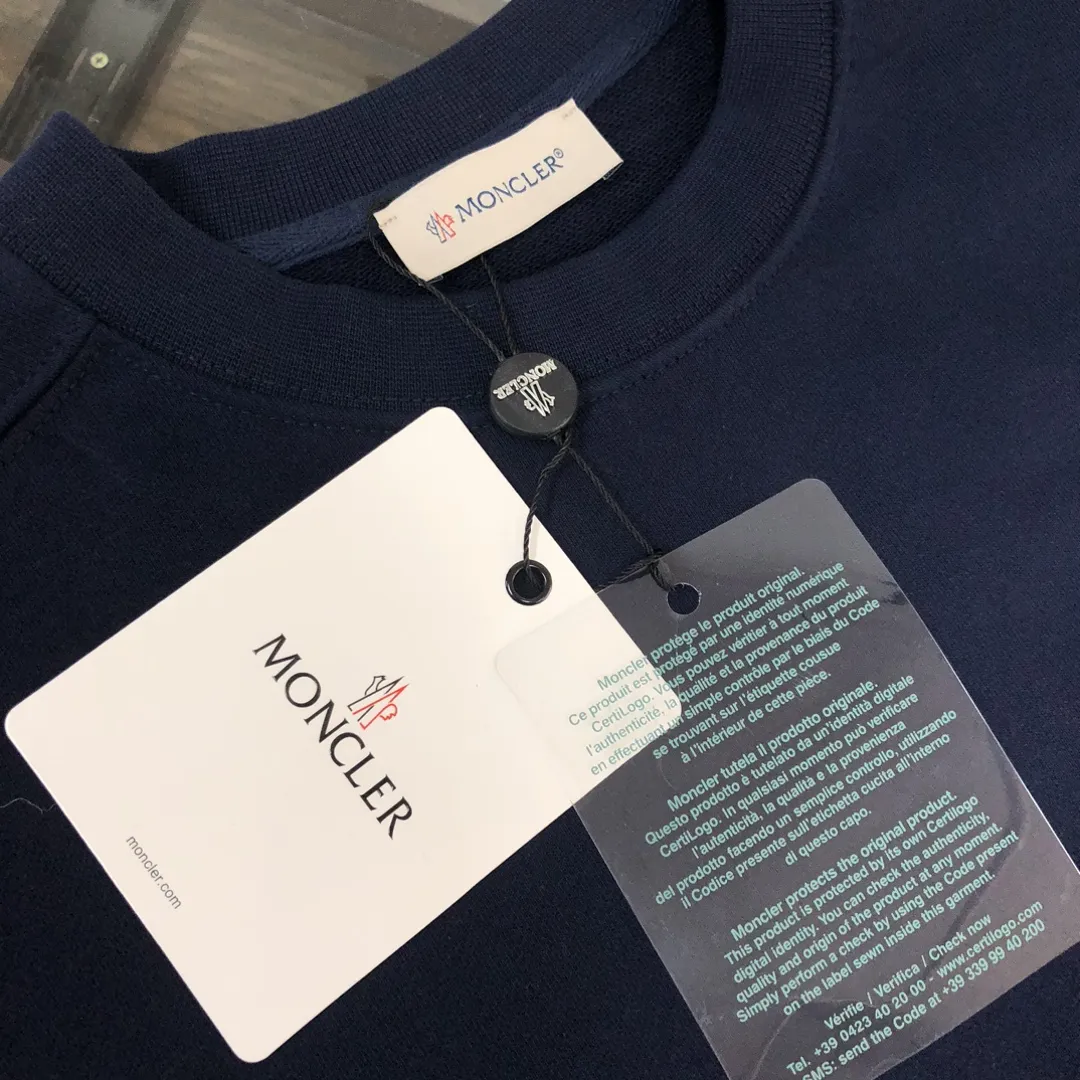 MONCLER®
MONCLER
MONCLER
moncler.com
Moncler protège le produit original.
Ce produit est protégé par une identité numérique
CertiLogo. Vous pouvez vérifier à tout moment
l'authenticité, la qualité et la provenance du produit
en effectuant un simple contrôle par le biais du Code
se trouvant sur l'étiquette cousue
à l'intérieur de cette pièce.
Moncler tutela il prodotto originale.
Questo prodotto è tutelato da un'identità digitale
CertiLogo. In qualsiasi momento può verificare
l'autenticità, la qualità e la provenienza
del prodotto facendo un semplice controllo, utilizzando
il Codice presente sull'etichetta cucita all'interno
di questo capo.
Moncler protects the original product.
This product is protected by its own Certilogo
digital identity. You can check the authenticity,
quality and origin of the product at any moment.
Simply perform a check by using the Code present
on the label sewn inside this garment.
Vérifie / Verifica / Check now
Tel. +39 0423 40 20 00 - www.certilogo.com
SMS: send the Code at +39 339 99 40 200